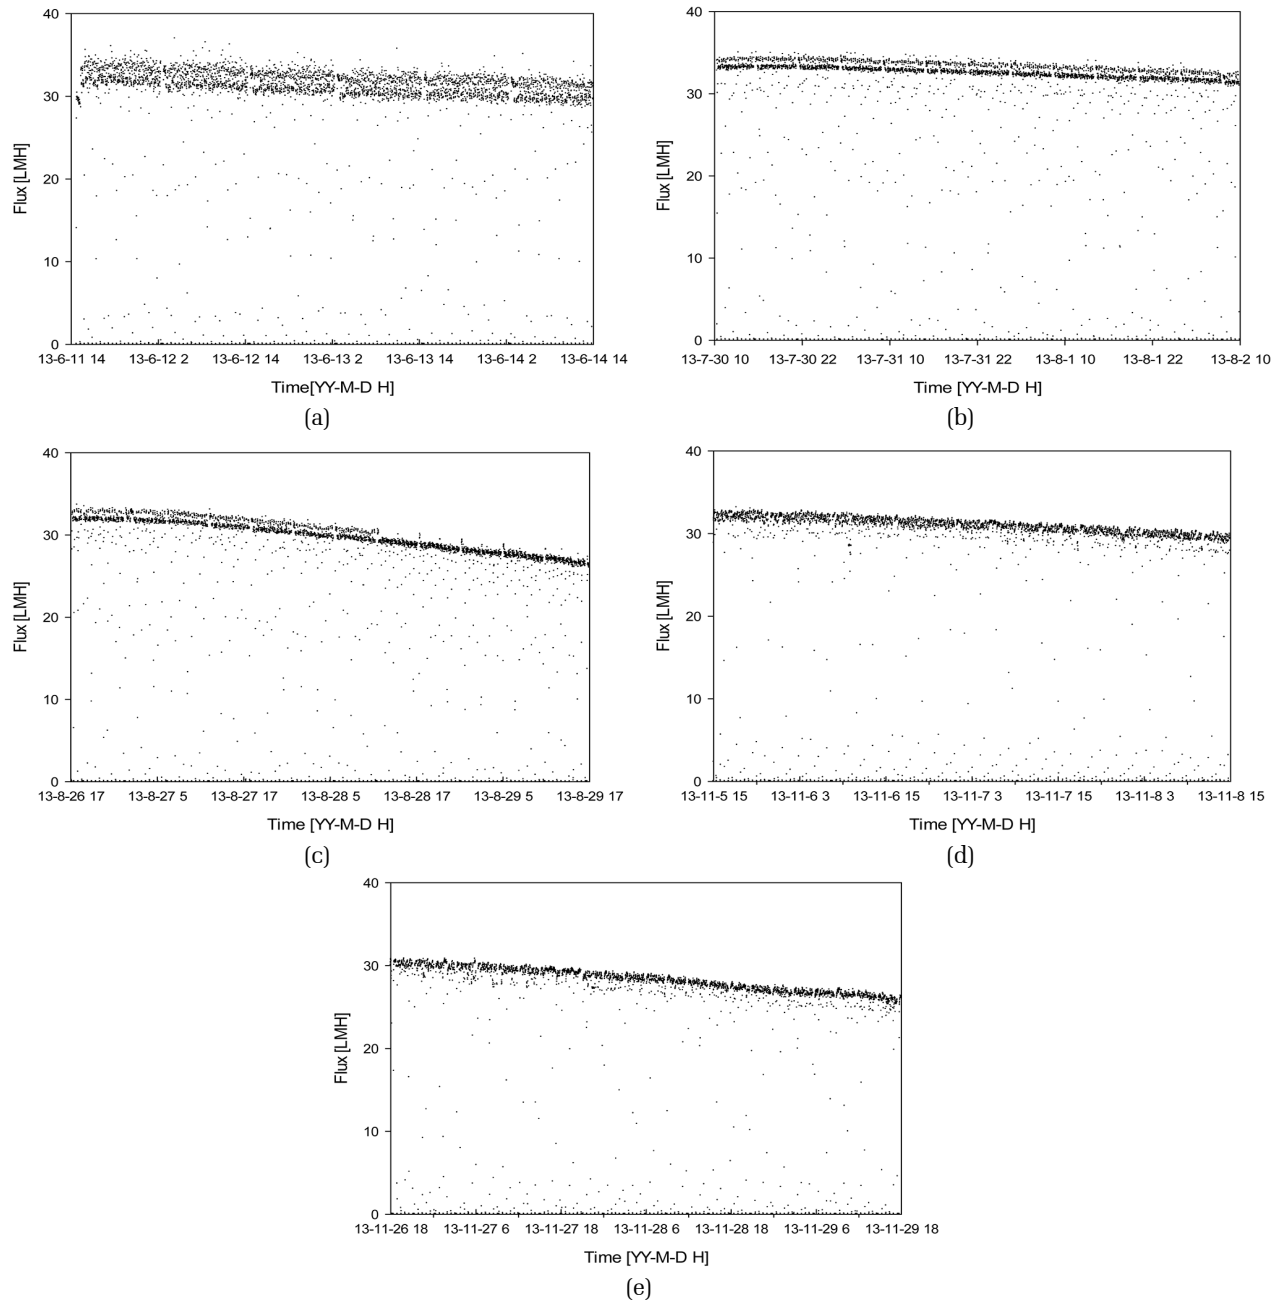 40
30
20
10
0
Flux [LMH]
13-6-11 14 13-6-12 2 13-6-12 14 13-6-13 2 13-6-13 14 13-6-14 2 13-6-14 14
Time[YY-M-D H]
(a)
40
30
20
10
0
Flux [LMH]
13-7-30 10 13-7-30 22 13-7-31 10 13-7-31 22 13-8-1 10 13-8-1 22 13-8-2 10
Time [YY-M-D H]
(b)
40
30
20
10
0
Flux [LMH]
13-8-26 17 13-8-27 5 13-8-27 17 13-8-28 5 13-8-28 17 13-8-29 5 13-8-29 17
Time [YY-M-D H]
(c)
40
30
20
10
0
Flux [LMH]
13-11-5 15 13-11-6 3 13-11-6 15 13-11-7 3 13-11-7 15 13-11-8 3 13-11-8 15
Time [YY-M-D H]
(d)
40
30
20
10
0
Flux [LMH]
13-11-26 18 13-11-27 6 13-11-27 18 13-11-28 6 13-11-28 18 13-11-29 6 13-11-29 18
Time [YY-M-D H]
(e)